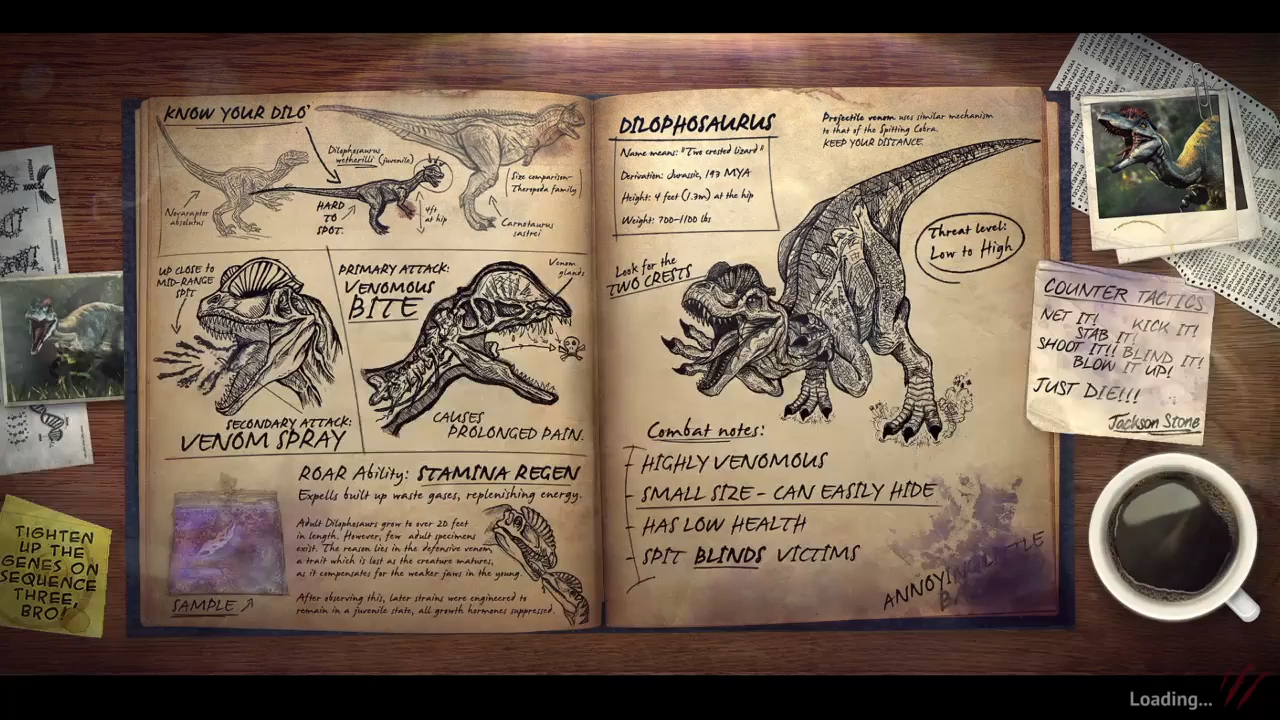 KNOW YOUR DILO'
Dilophosaurus
wetherilli (juvenile)
Size comparison-
Theropoda family
HARD
TO
SPOT.
4ft
at hip
Novaraptor
absolutus
Carnotaurus
sastrei
UP CLOSE TO
MID-RANGE
SPIT
SECONDARY ATTACK:
VENOM SPRAY
PRIMARY ATTACK:
VENOMOUS
BITE
Venom
glands
CAUSES
PROLONGED PAIN.
ROAR Ability: STAMINA REGEN
Expells built up waste gases, replenishing energy.
Adult Dilophosaurs grow to over 20 feet
in length. However, few adult specimens
exist. The reason lies in the defensive venom,
a trait which is lost as the creature matures,
as it compensates for the weaker jaws in the young.
After observing this, later strains were engineered to
remain in a juvenile state, all growth hormones suppressed.
SAMPLE
DILOPHOSAURUS
Name means: "Two crested lizard"
Derivation: Jurassic, 193 MYA
Height: 4 feet (1.3m) at the hip
Weight: 700-1100 lbs
Projectile venom uses similar mechanism
to that of the Spitting Cobra.
KEEP YOUR DISTANCE.
Threat level:
Low to High
Look for the
TWO CRESTS
Combat notes:
- HIGHLY VENOMOUS
- SMALL SIZE - CAN EASILY HIDE
- HAS LOW HEALTH
- SPIT BLINDS VICTIMS
TIGHTEN
UP THE
GENES ON
SEQUENCE
THREE,
BRO!
COUNTER TACTICS
NET IT! KICK IT!
STAB IT!
SHOOT IT!! BLIND IT!
BLOW IT UP!
JUST DIE!!!
Jackson Stone
Loading...